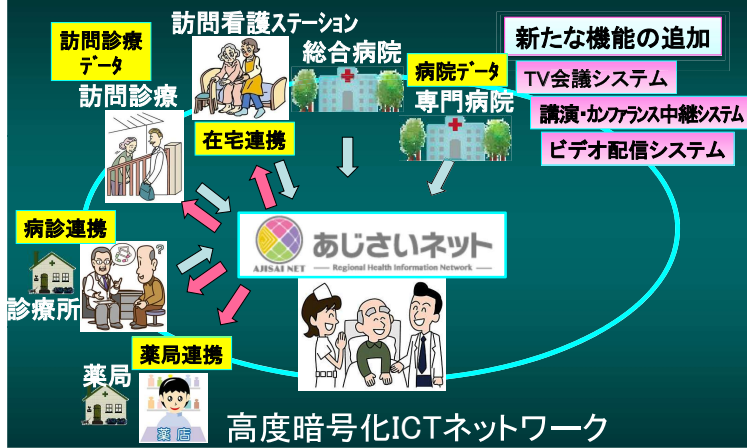 訪問看護ステーション
訪問診療
データ
総合病院
新たな機能の追加
病院データ
TV会議システム
訪問診療
専門病院
講演・カンファランス中継システム
在宅連携
ビデオ配信システム
病診連携
あじさいネット
AJISAI NET
Regional Health Information Network
?
診療所
薬局連携
薬局
薬店
高度暗号化ICTネットワーク